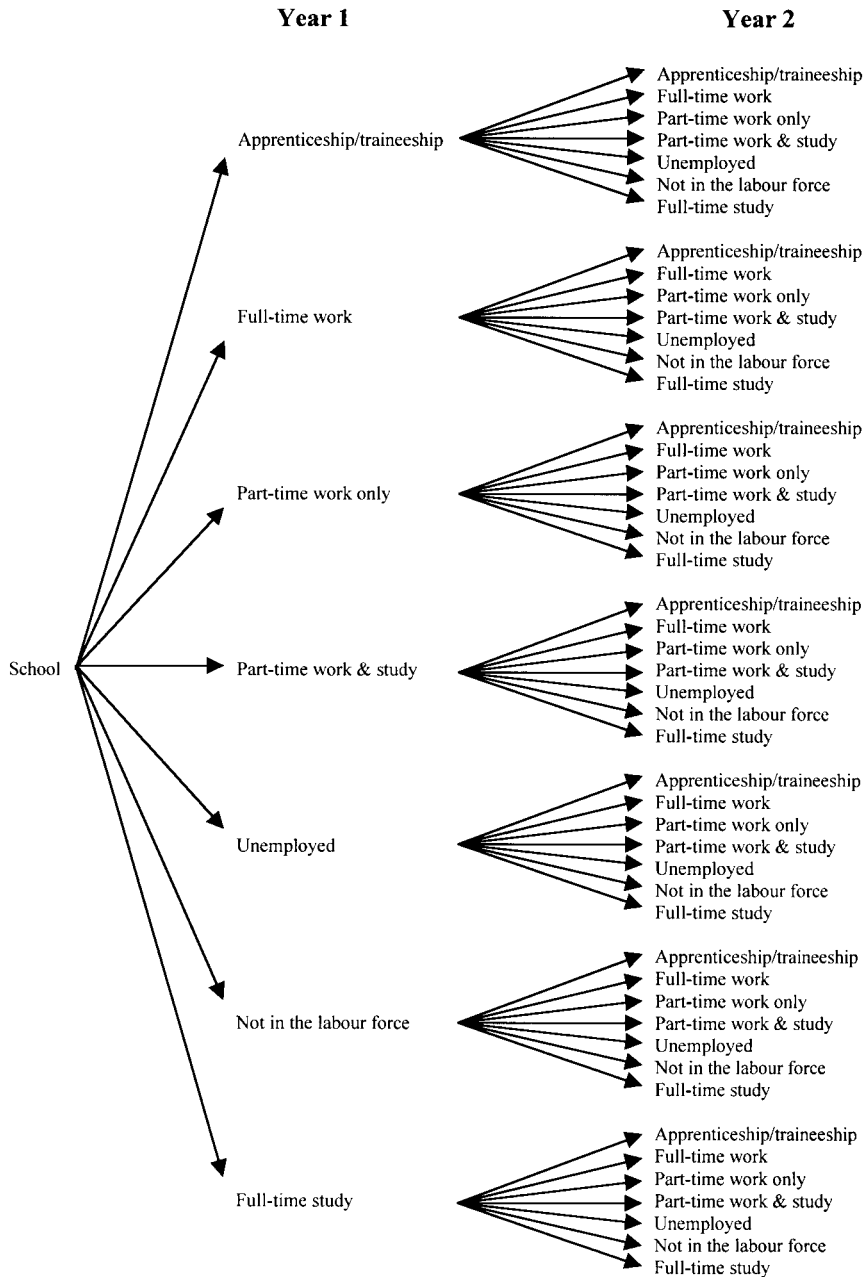 Year 1
Year 2
Apprenticeship/traineeship
Apprenticeship/traineeship
Full-time work
Part-time work only
Part-time work & study
Unemployed
Not in the labour force
Full-time study
Full-time work
Apprenticeship/traineeship
Full-time work
Part-time work only
Part-time work & study
Unemployed
Not in the labour force
Full-time study
Part-time work only
Apprenticeship/traineeship
Full-time work
Part-time work only
Part-time work & study
Unemployed
Not in the labour force
Full-time study
School
Part-time work & study
Apprenticeship/traineeship
Full-time work
Part-time work only
Part-time work & study
Unemployed
Not in the labour force
Full-time study
Unemployed
Apprenticeship/traineeship
Full-time work
Part-time work only
Part-time work & study
Unemployed
Not in the labour force
Full-time study
Not in the labour force
Apprenticeship/traineeship
Full-time work
Part-time work only
Part-time work & study
Unemployed
Not in the labour force
Full-time study
Full-time study
Apprenticeship/traineeship
Full-time work
Part-time work only
Part-time work & study
Unemployed
Not in the labour force
Full-time study